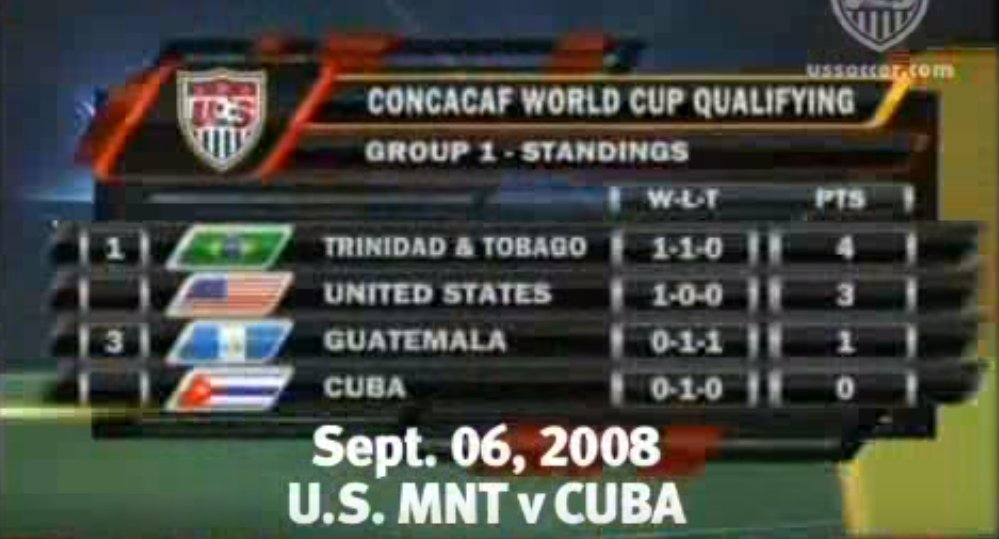 ussoccer.com
US
CONCACAF WORLD CUP QUALIFYING
GROUP 1 - STANDINGS
W-L-T PTS
1 TRINIDAD & TOBAGO 1-1-0 4
UNITED STATES 1-0-0 3
3 GUATEMALA 0-1-1 1
CUBA 0-1-0 0
Sept. 06, 2008
U.S. MNT v CUBA